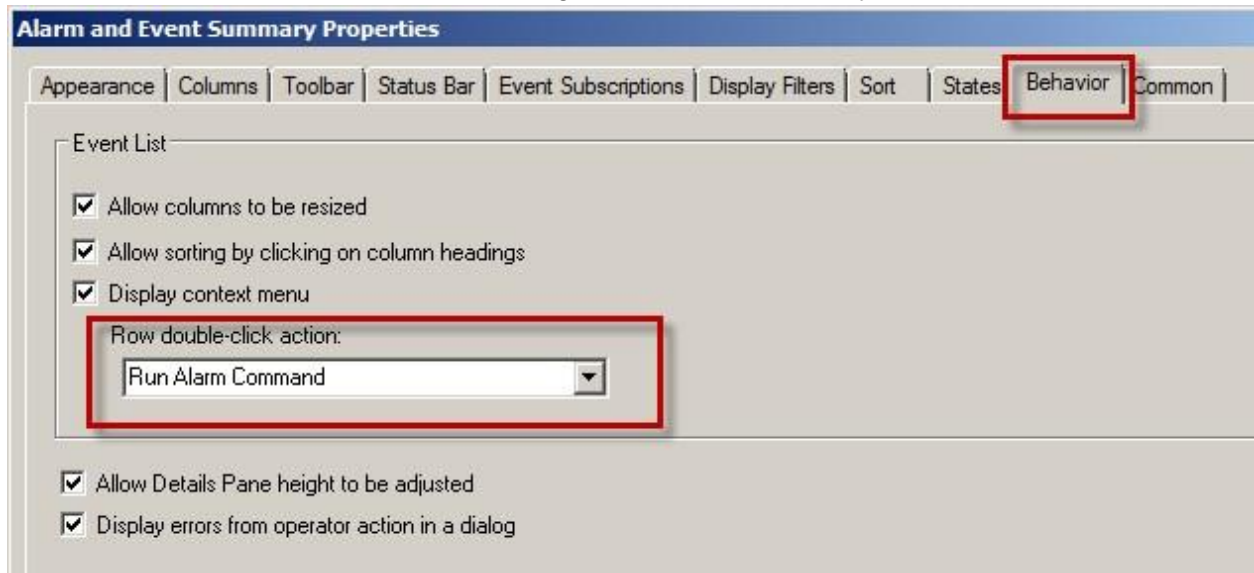 Alarm and Event Summary Properties
Appearance Columns Toolbar Status Bar Event Subscriptions Display Filters Sort States Behavior Common
Event List
Allow columns to be resized
Allow sorting by clicking on column headings
Display context menu
Row double-click action:
Run Alarm Command
Allow Details Pane height to be adjusted
Display errors from operator action in a dialog